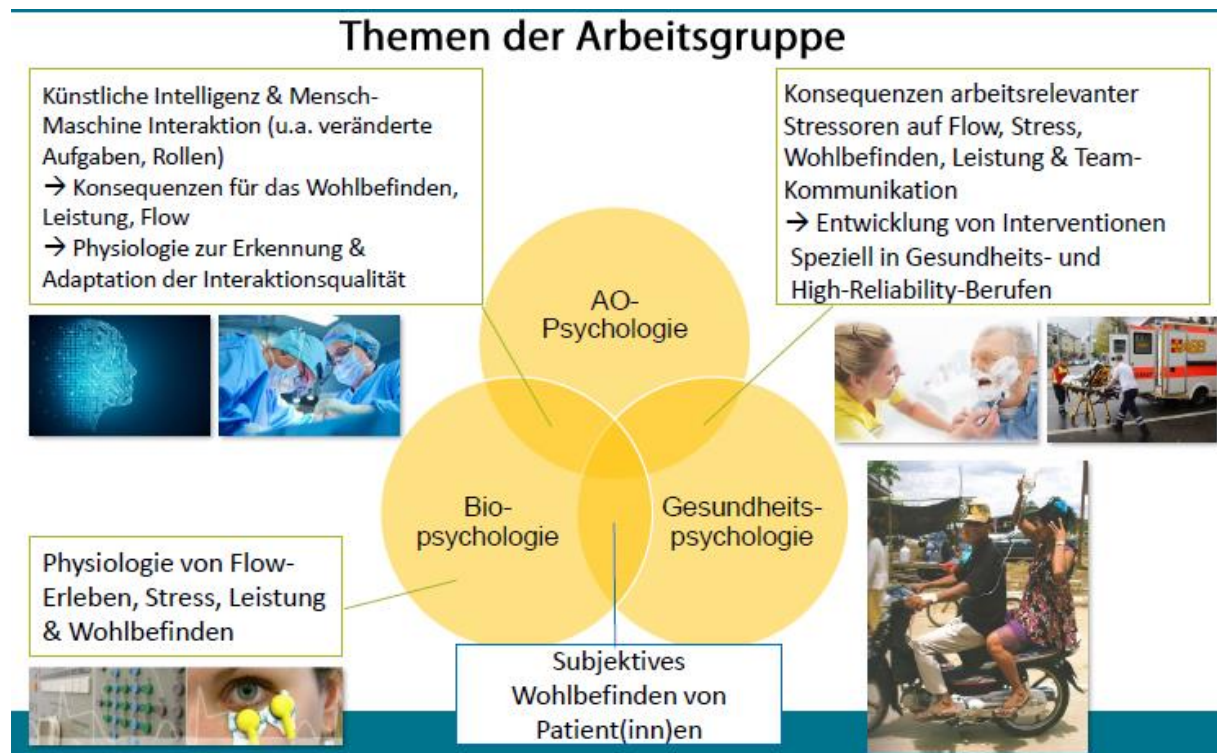 Themen der Arbeitsgruppe
Künstliche Intelligenz & Mensch-
Maschine Interaktion (u.a. veränderte
Aufgaben, Rollen)
→ Konsequenzen für das Wohlbefinden,
Leistung, Flow
→ Physiologie zur Erkennung &
Adaptation der Interaktionsqualität
Konsequenzen arbeitsrelevanter
Stressoren auf Flow, Stress,
Wohlbefinden, Leistung & Team-
Kommunikation
→ Entwicklung von Interventionen
Speziell in Gesundheits- und
High-Reliability-Berufen
AO-
Psychologie
ASB
Bio-
psychologie
Gesundheits-
psychologie
Physiologie von Flow-
Erleben, Stress, Leistung
& Wohlbefinden
Subjektives
Wohlbefinden von
Patient(inn)en